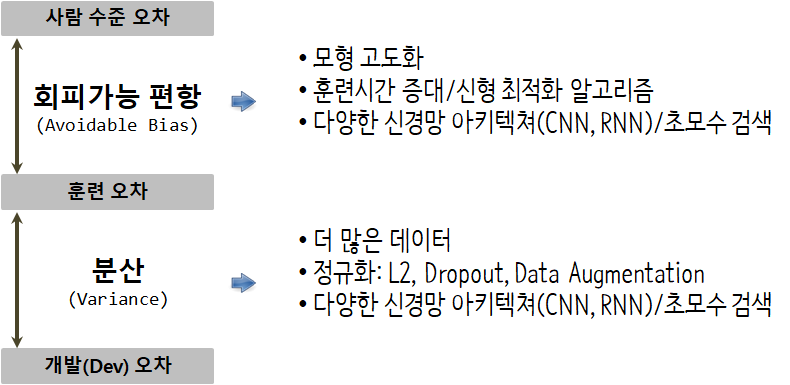 사람 수준 오차
회피가능 편향
(Avoidable Bias)
• 모형 고도화
• 훈련시간 증대/신형 최적화 알고리즘
• 다양한 신경망 아키텍쳐(CNN, RNN)/초모수 검색
훈련 오차
분산
(Variance)
• 더 많은 데이터
• 정규화: L2, Dropout, Data Augmentation
• 다양한 신경망 아키텍쳐(CNN, RNN)/초모수 검색
개발(Dev) 오차